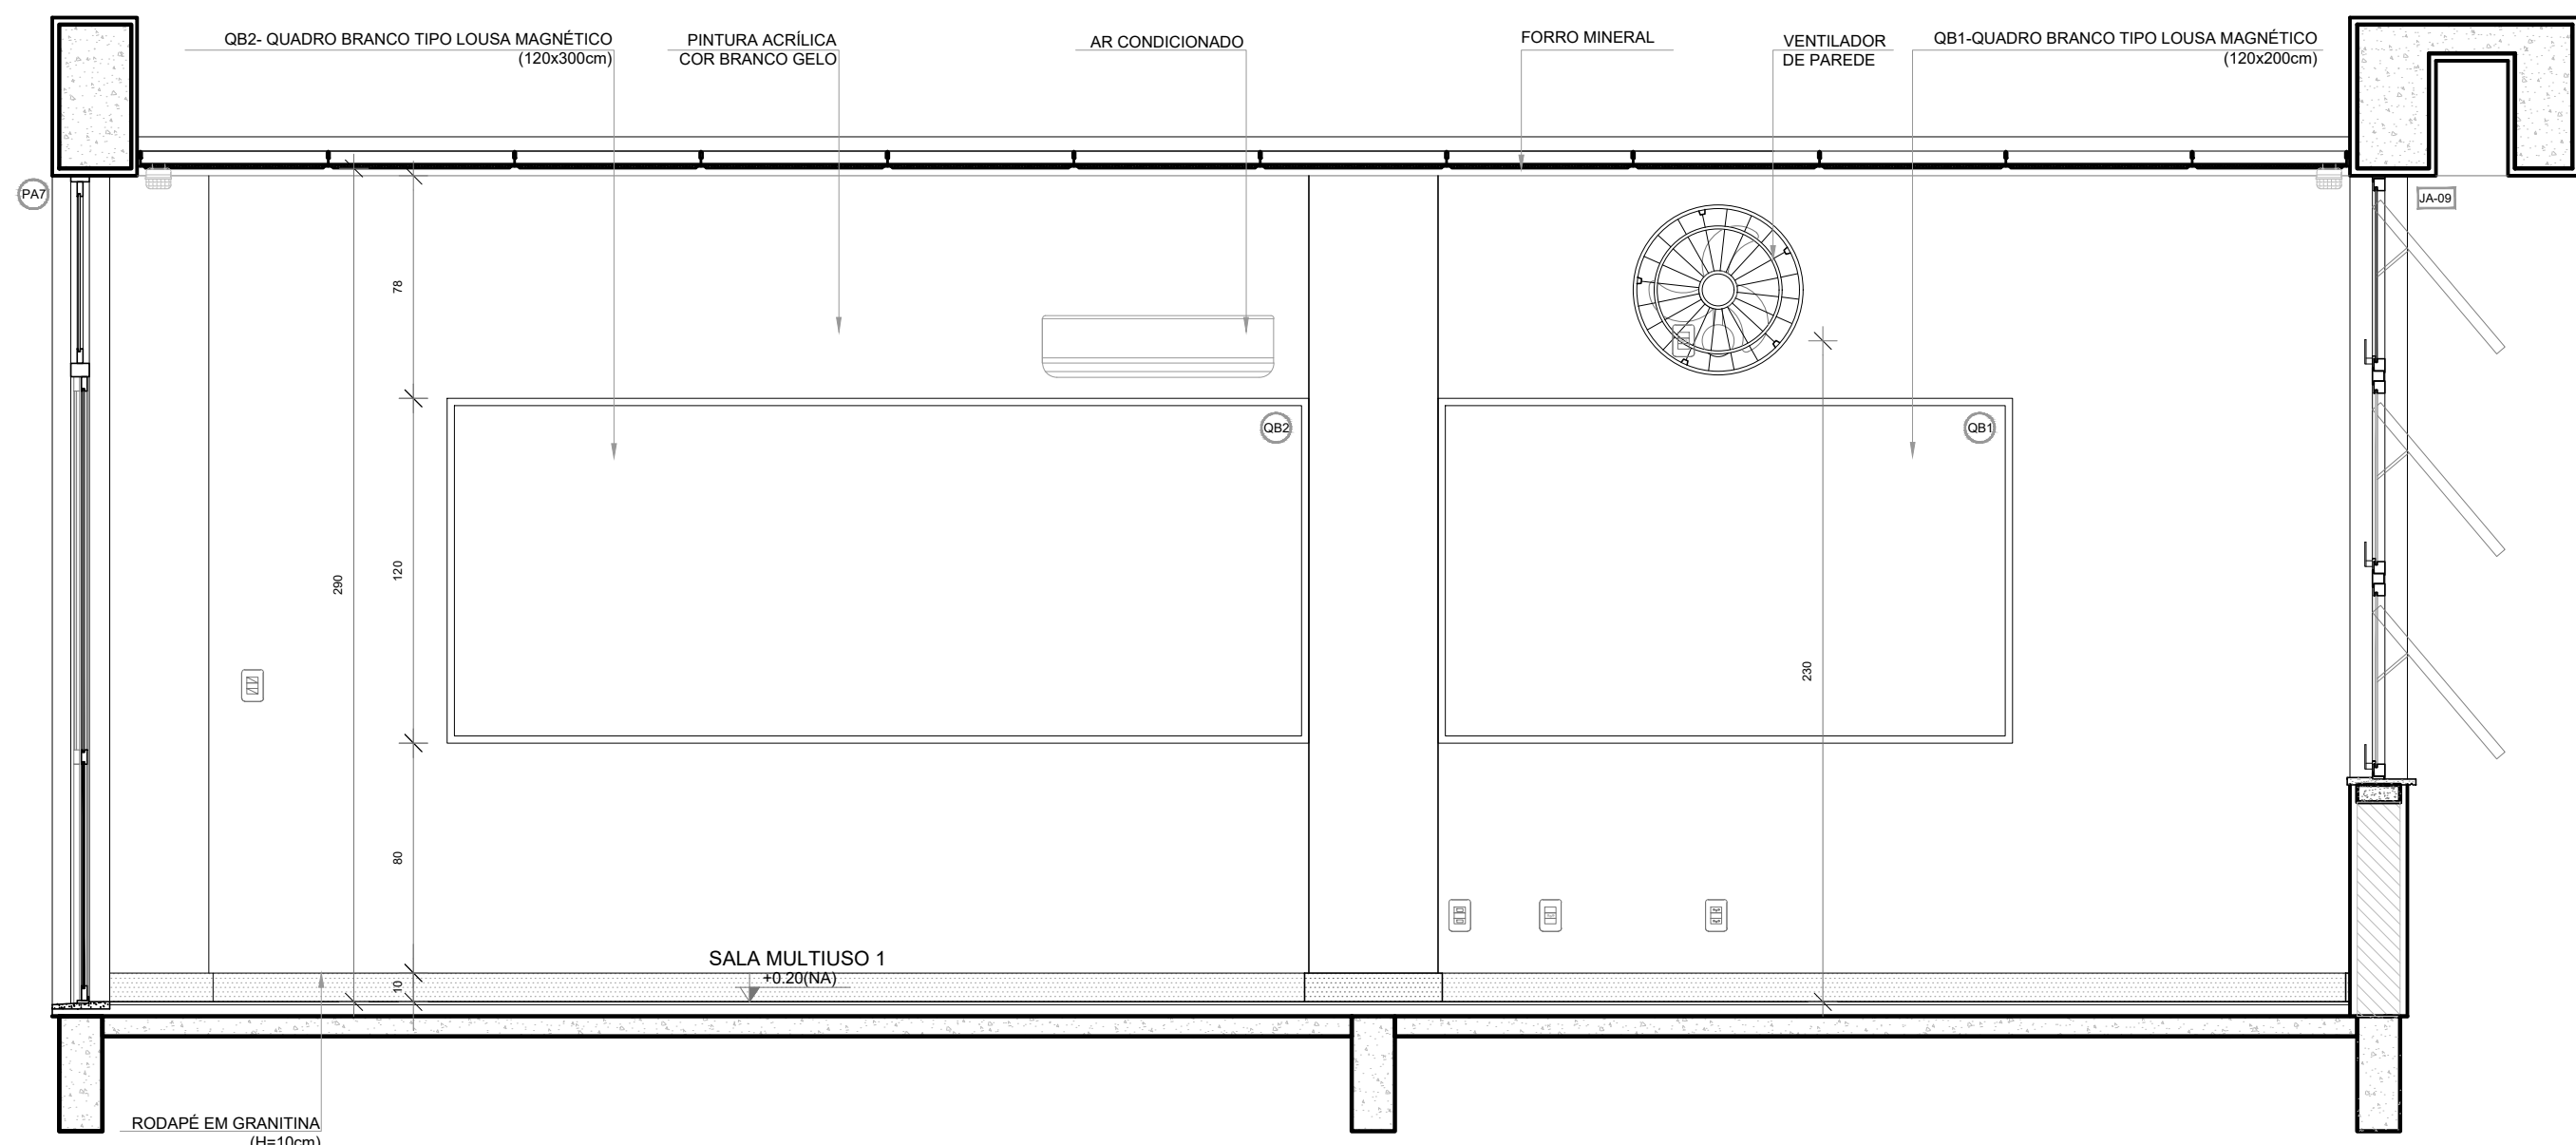 QB2- QUADRO BRANCO TIPO LOUSA MAGNÉTICO
(120x300cm)
PINTURA ACRÍLICA
COR BRANCO GELO
AR CONDICIONADO
FORRO MINERAL
VENTILADOR
DE PAREDE
QB1-QUADRO BRANCO TIPO LOUSA MAGNÉTICO
(120x200cm)
PA7
JA-09
78
QB2
QB1
120
290
230
80
SALA MULTIUSO 1
+0.20(NA)
10
RODAPÉ EM GRANITINA
(H=10cm)